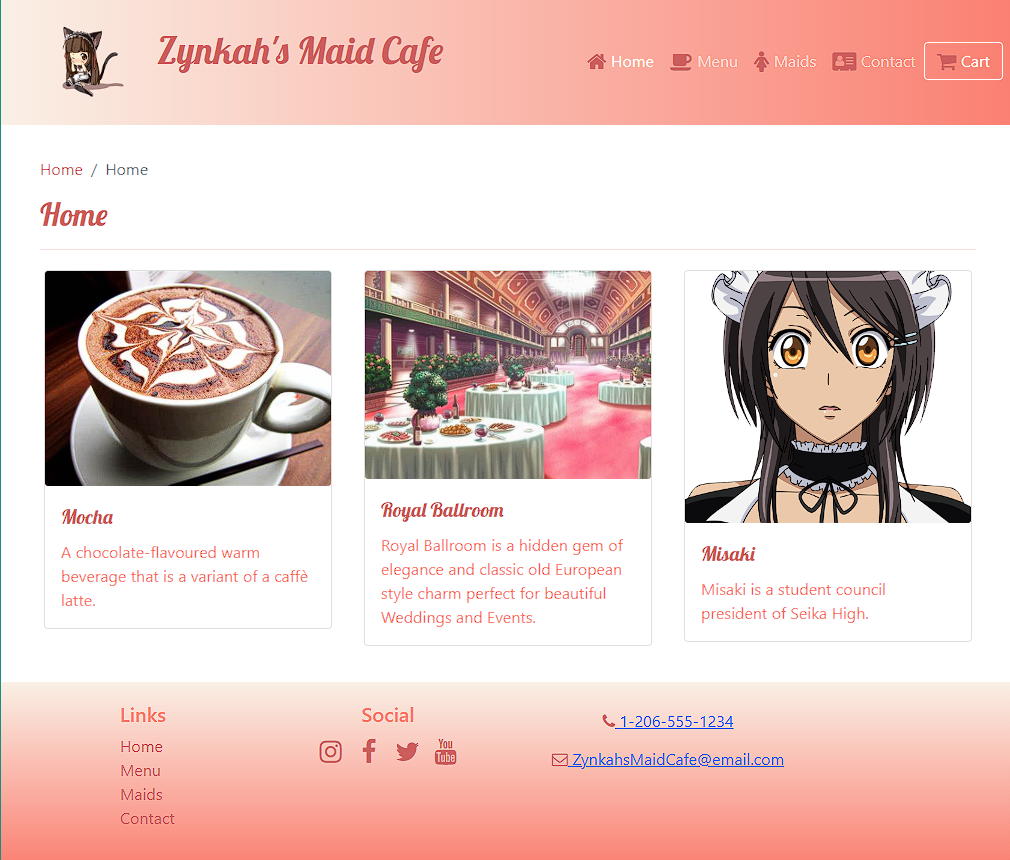 Zynkah's Maid Cafe
Home Menu Maids Contact Cart
Home / Home
Home
Mocha
A chocolate-flavoured warm
beverage that is a variant of a caffè
latte.
Royal Ballroom
Royal Ballroom is a hidden gem of
elegance and classic old European
style charm perfect for beautiful
Weddings and Events.
Misaki
Misaki is a student council
president of Seika High.
Links
Home
Menu
Maids
Contact
Social
You
Tube
1-206-555-1234
ZynkahsMaidCafe@email.com